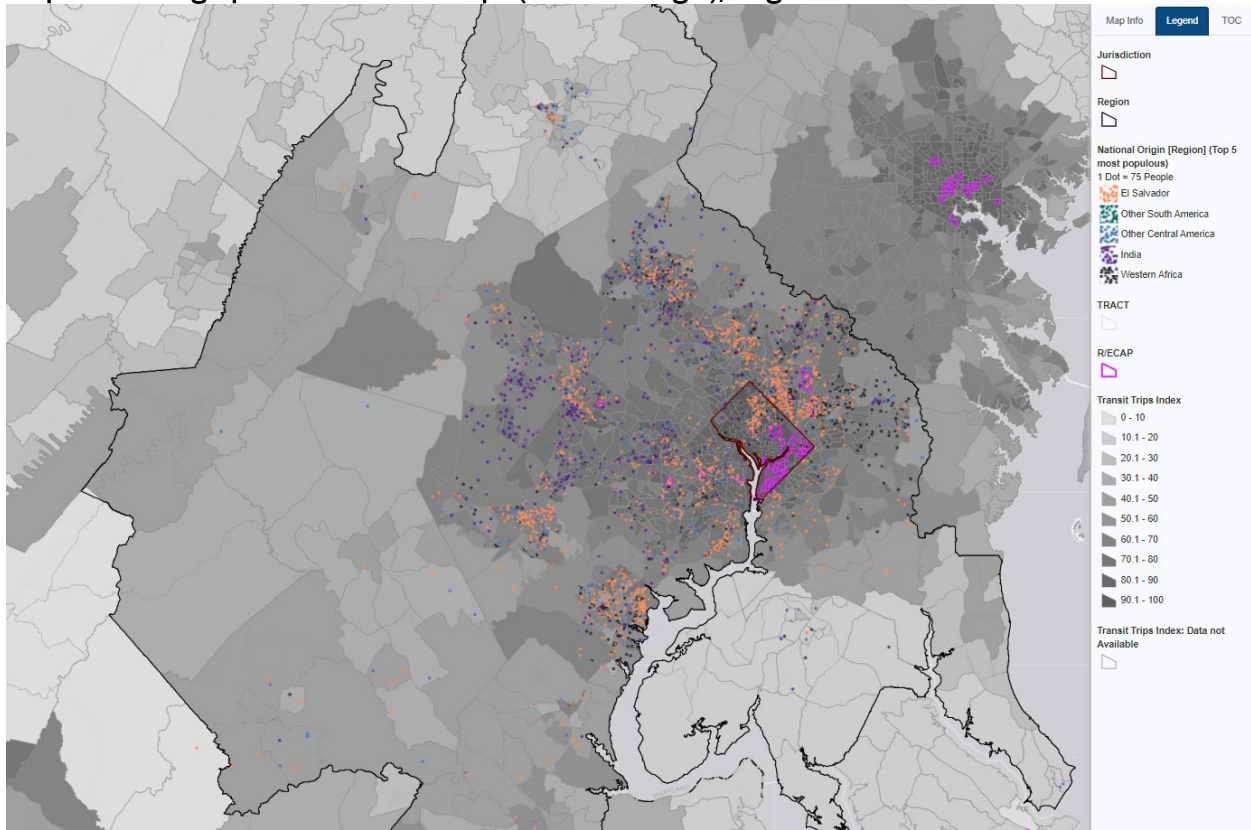 Map Info Legend TOC
Jurisdiction
Region
National Origin [Region] (Top 5
most populous)
1 Dot = 75 People
El Salvador
Other South America
Other Central America
India
Western Africa
TRACT
R/ECAP
Transit Trips Index
0 - 10
10.1 - 20
20.1 - 30
30.1 - 40
40.1 - 50
50.1 - 60
60.1 - 70
70.1 - 80
80.1 - 90
90.1 - 100
Transit Trips Index: Data not
Available
MARYLAND